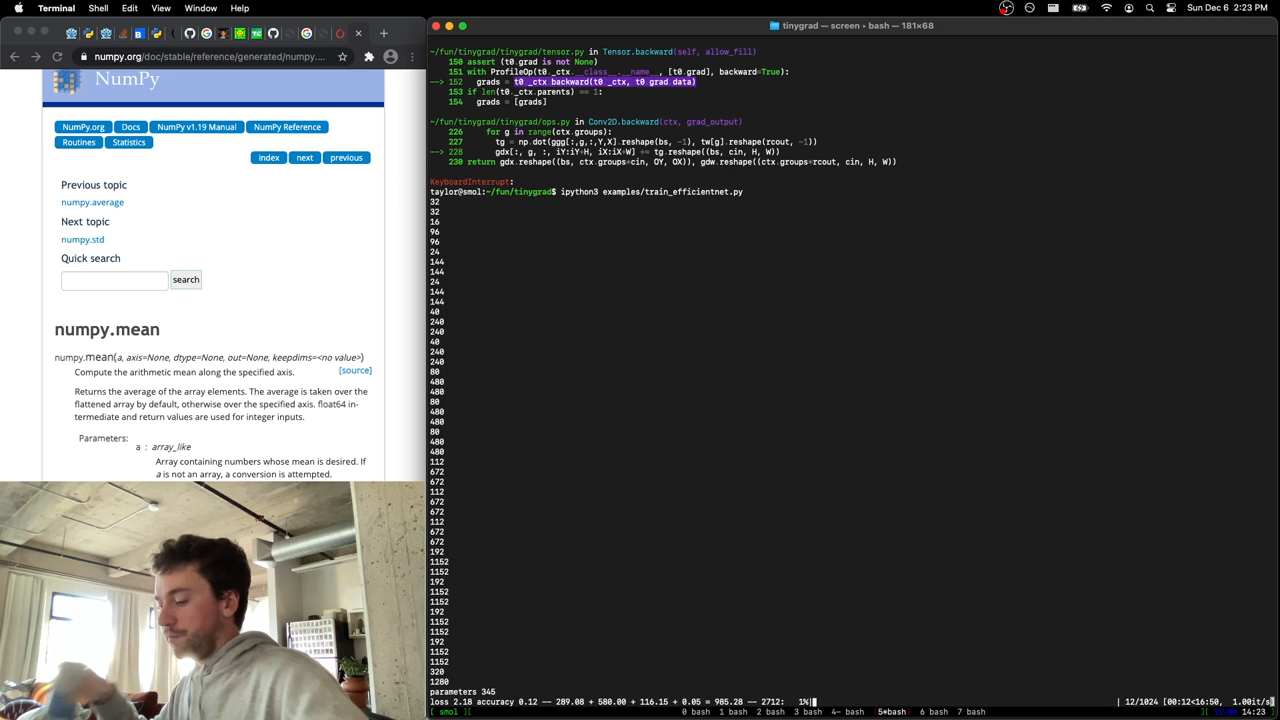 Terminal Shell Edit View Window Help
Sun Dec 6 2:23 PM
numpy.org/doc/stable/reference/generated/numpy....
NumPy
NumPy.org Docs NumPy v1.19 Manual NumPy Reference
Routines Statistics
index next previous
Previous topic
numpy.average
Next topic
numpy.std
Quick search
search
numpy.mean
numpy.mean(a, axis=None, dtype=None, out=None, keepdims=<no value>)
[source]
Compute the arithmetic mean along the specified axis.
Returns the average of the array elements. The average is taken over the
flattened array by default, otherwise over the specified axis. float64 in-
termediate and return values are used for integer inputs.
Parameters:
a : array_like
Array containing numbers whose mean is desired. If
a is not an array, a conversion is attempted.
tinygrad — screen • bash — 181×68
~/fun/tinygrad/tinygrad/tensor.py in Tensor.backward(self, allow_fill)
150 assert (t0.grad is not None)
151 with ProfileOp(t0._ctx.__class__.__name__, [t0.grad], backward=True):
--> 152 grads = t0._ctx.backward(t0._ctx, t0.grad.data)
153 if len(t0._ctx.parents) == 1:
154 grads = [grads]
~/fun/tinygrad/tinygrad/ops.py in Conv2D.backward(ctx, grad_output)
226 for g in range(ctx.groups):
227 tg = np.dot(ggg[:,g,:,Y,X].reshape(bs, -1), tw[g].reshape(rcout, -1))
--> 228 gdx[:, g, :, iY:iY+H, iX:iX+W] += tg.reshape((bs, cin, H, W))
230 return gdx.reshape((bs, ctx.groups*cin, OY, OX)), gdw.reshape((ctx.groups*rcout, cin, H, W))
KeyboardInterrupt:
taylor@smol:~/fun/tinygrad$ ipython3 examples/train_efficientnet.py
32
32
16
96
96
24
144
144
24
144
144
40
240
240
40
240
240
80
480
480
80
480
480
80
480
480
112
672
672
112
672
672
112
672
672
192
1152
1152
192
1152
1152
192
1152
1152
192
1152
1152
320
1280
parameters 345
loss 2.18 accuracy 0.12 -- 289.08 + 580.00 + 116.15 + 0.05 = 985.28 -- 2712: 1%| | 12/1024 [00:12<16:50, 1.00it/s]
[ smol ][ 0 bash 1 bash 2 bash 3 bash 4- bash (5*bash) 6 bash 7 bash ][ 14:23 ]